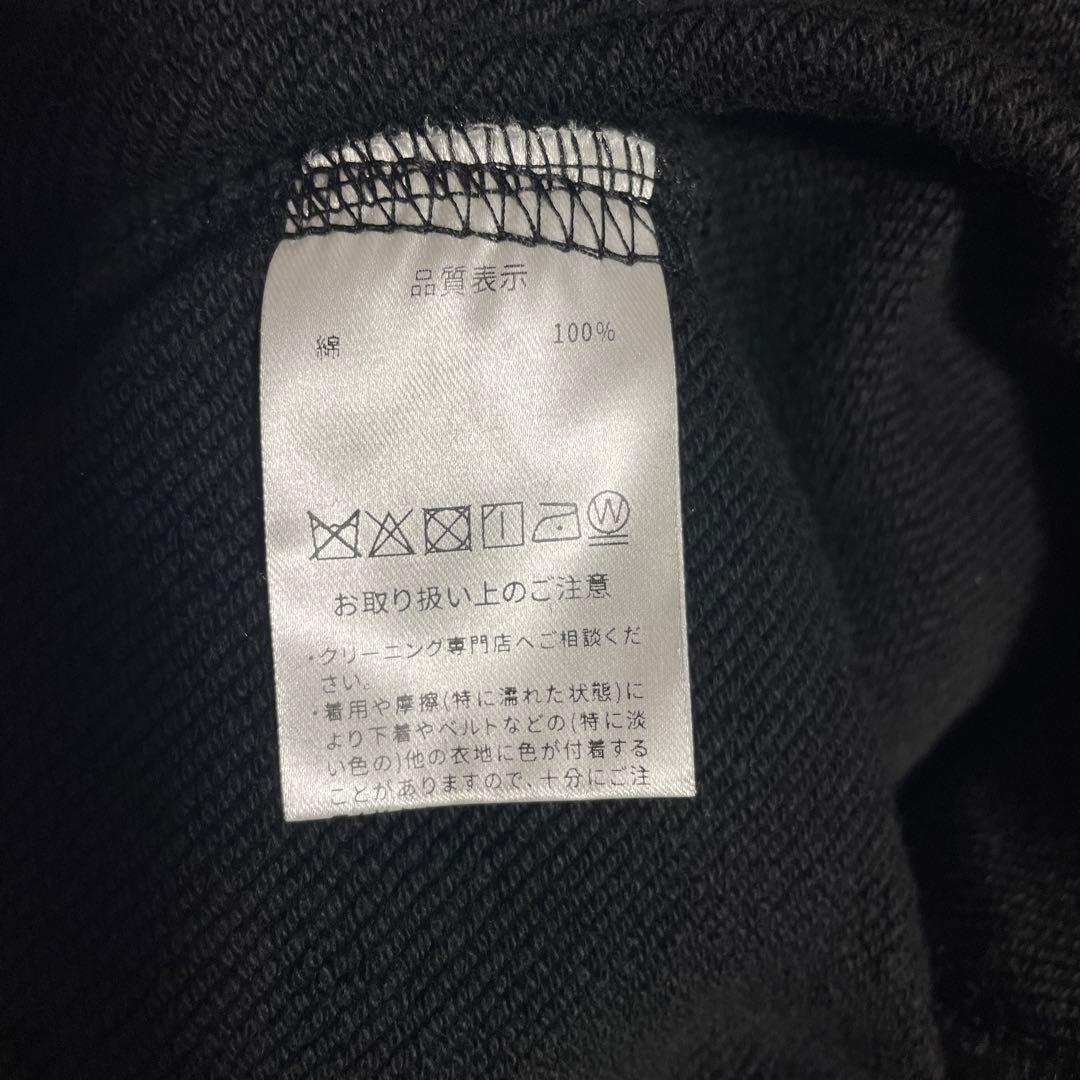 品質表示
綿 100%
W
お取り扱い上のご注意
・クリーニング専門店へご相談くだ
さい。
・着用や摩擦(特に濡れた状態)に
より下着やベルトなどの(特に淡
い色の)他の衣地に色が付着する
ことがありますので、十分にご注